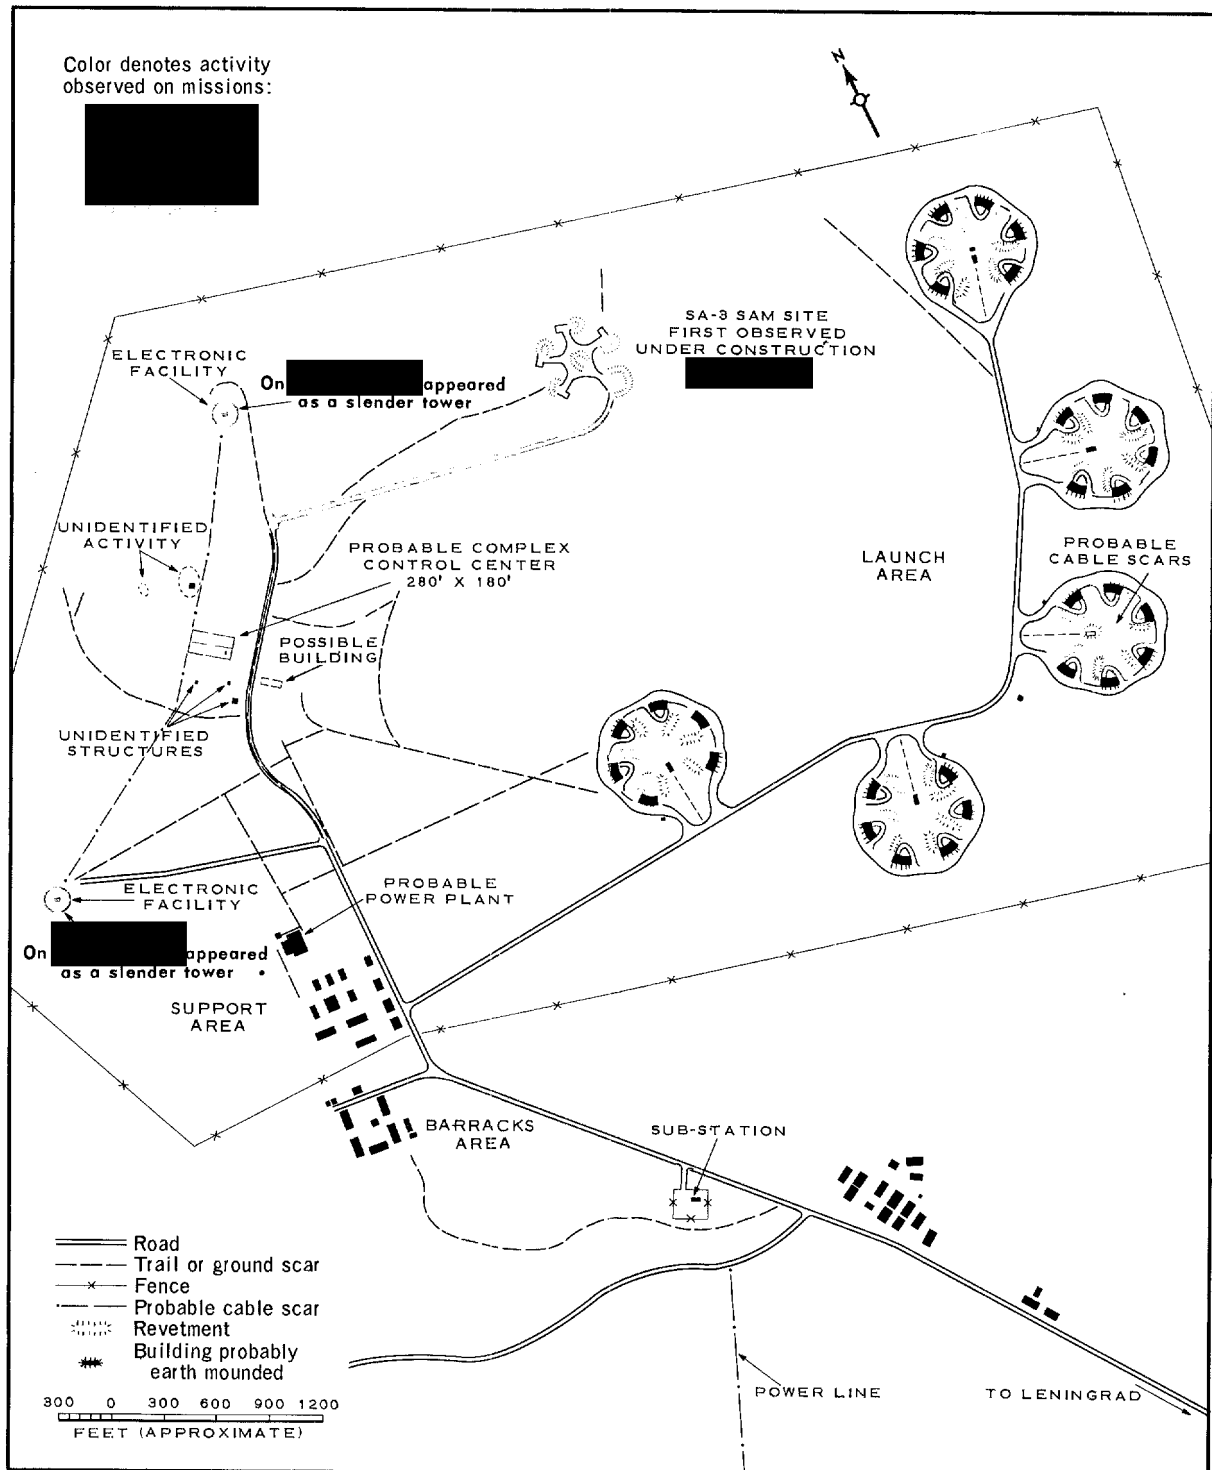 Color denotes activity
observed on missions:
N
SA-3 SAM SITE
FIRST OBSERVED
UNDER CONSTRUCTION
ELECTRONIC
FACILITY
On appeared
as a slender tower
UNIDENTIFIED
ACTIVITY
PROBABLE COMPLEX
CONTROL CENTER
280' X 180'
LAUNCH
AREA
PROBABLE
CABLE SCARS
POSSIBLE
BUILDING
UNIDENTIFIED
STRUCTURES
ELECTRONIC
FACILITY
PROBABLE
POWER PLANT
On appeared
as a slender tower
SUPPORT
AREA
BARRACKS
AREA
SUB-STATION
Road
Trail or ground scar
Fence
Probable cable scar
Revetment
Building probably
earth mounded
300 0 300 600 900 1200
FEET (APPROXIMATE)
POWER LINE
TO LENINGRAD